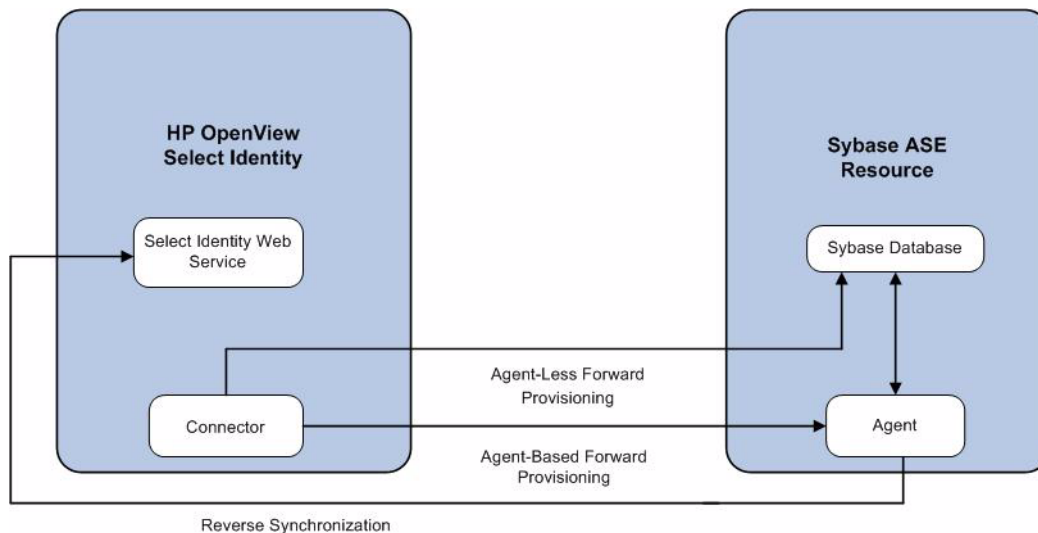 HP OpenView
Select Identity
Sybase ASE
Resource
Select Identity Web
Service
Sybase Database
Agent-Less Forward
Provisioning
Connector
Agent
Agent-Based Forward
Provisioning
Reverse Synchronization